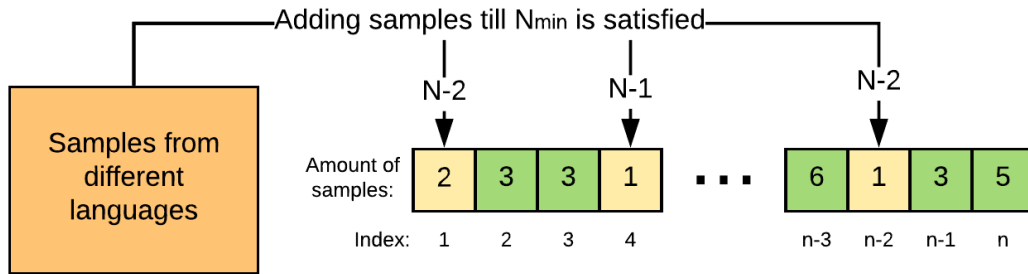 Adding samples till Nmin is satisfied
N-2 N-1 N-2
Samples from
different
languages
Amount of
samples:
2 3 3 1 ... 6 1 3 5
Index: 1 2 3 4 n-3 n-2 n-1 n